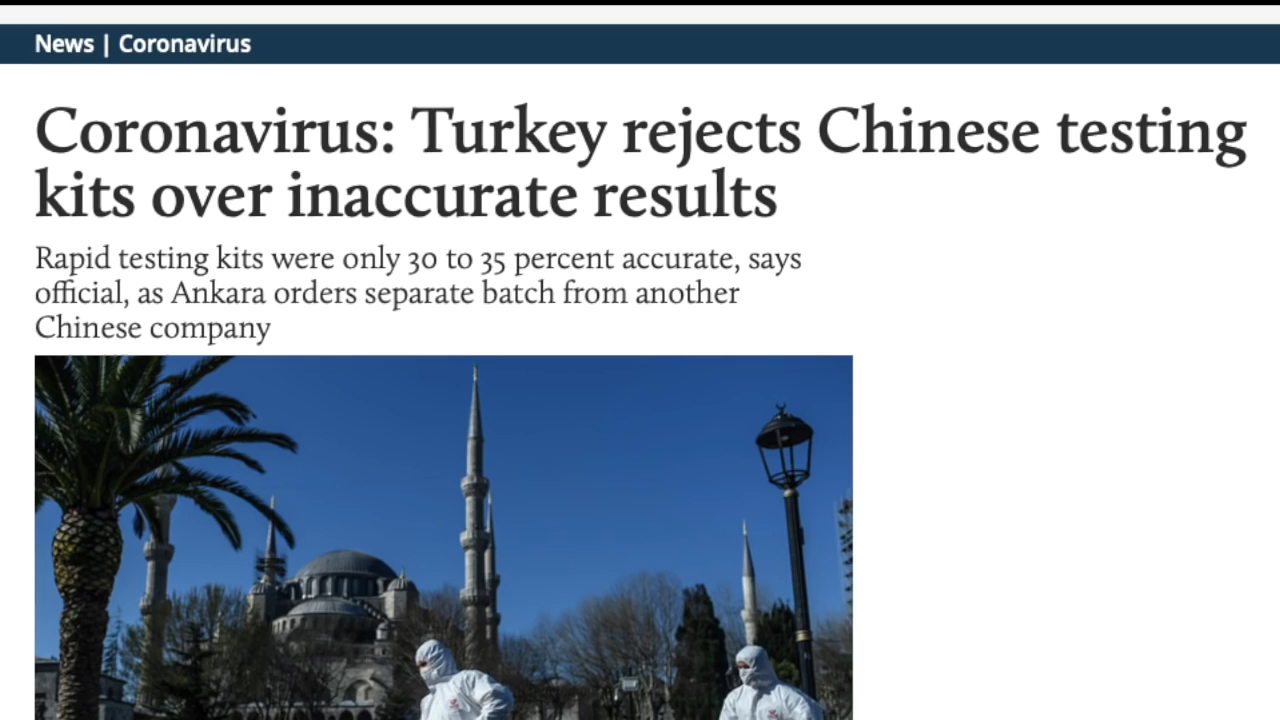 News | Coronavirus
Coronavirus: Turkey rejects Chinese testing
kits over inaccurate results
Rapid testing kits were only 30 to 35 percent accurate, says
official, as Ankara orders separate batch from another
Chinese company